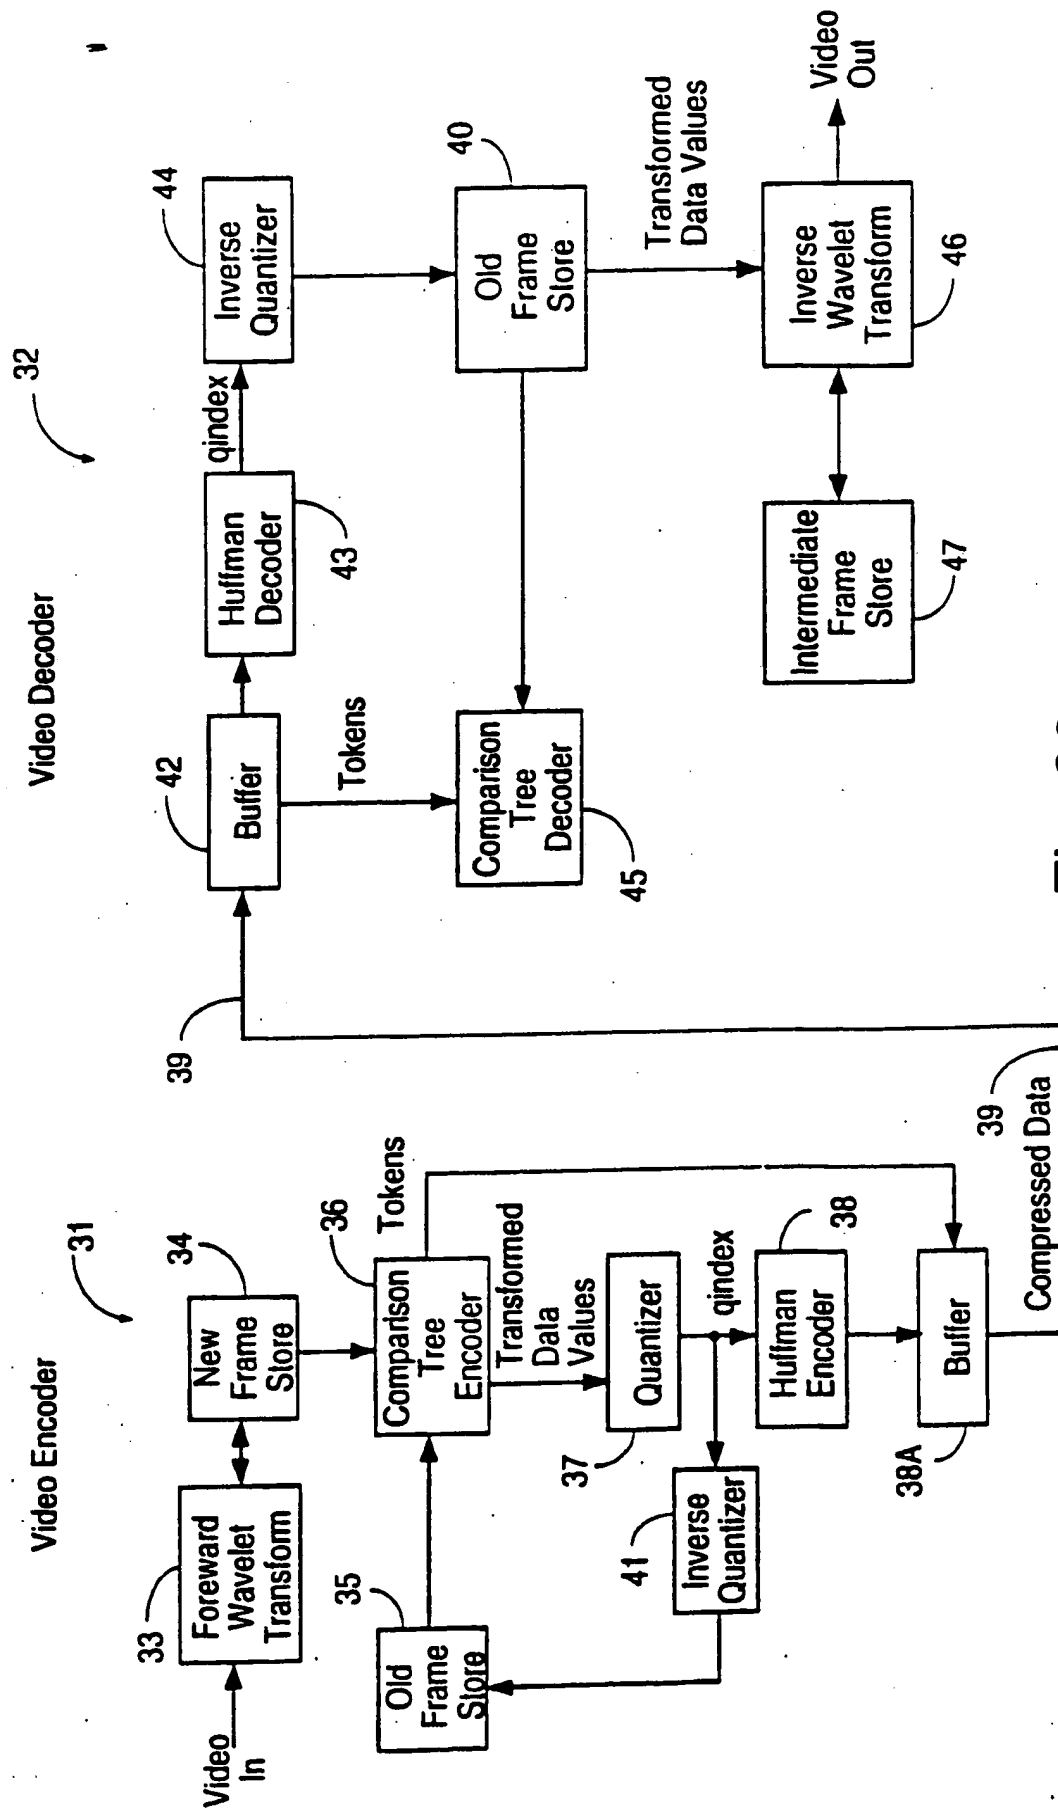 Video Encoder
31
Video
In
33
Foreward
Wavelet
Transform
34
New
Frame
Store
35
Old
Frame
Store
36
Comparison
Tree
Encoder
Tokens
Transformed
Data
Values
37
Quantizer
qindex
41
Inverse
Quantizer
38
Huffman
Encoder
38A
Buffer
39
Compressed Data
Video Decoder
32
39
42
Buffer
Huffman
Decoder
43
qindex
44
Inverse
Quantizer
Tokens
Comparison
Tree
Decoder
45
40
Old
Frame
Store
Transformed
Data Values
Intermediate
Frame
Store
47
Inverse
Wavelet
Transform
46
Video
Out